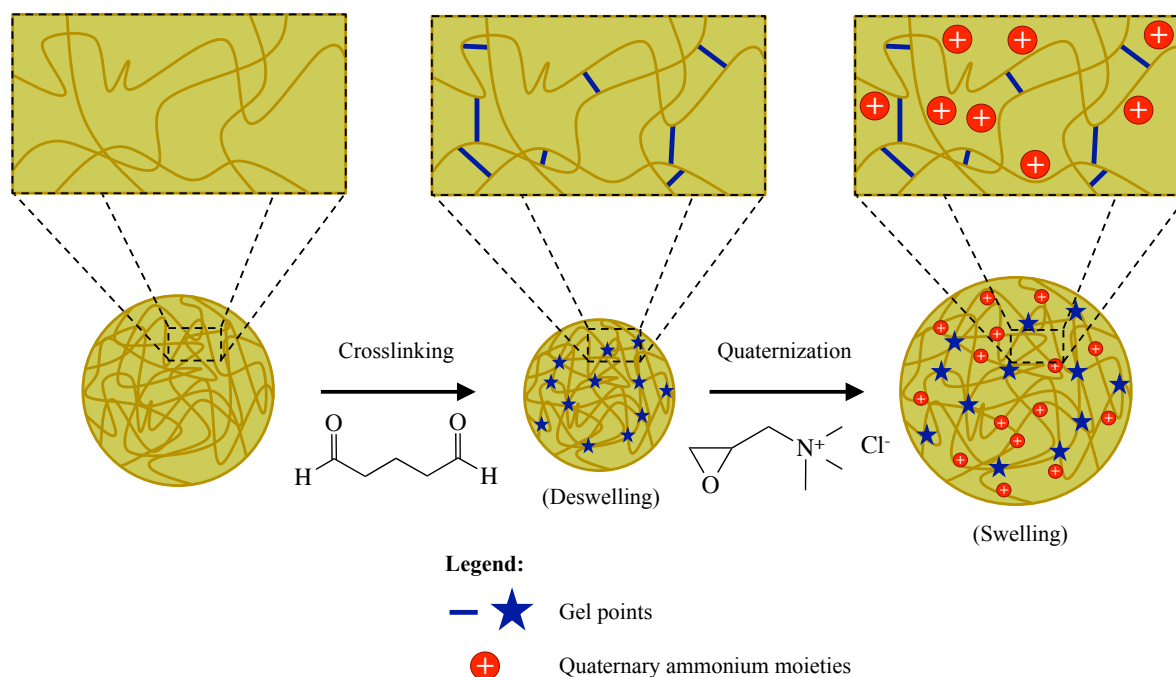 Crosslinking
Quaternization
O
O
H
H
N+
Cl-
O
(Deswelling)
(Swelling)
Legend:
Gel points
Quaternary ammonium moieties